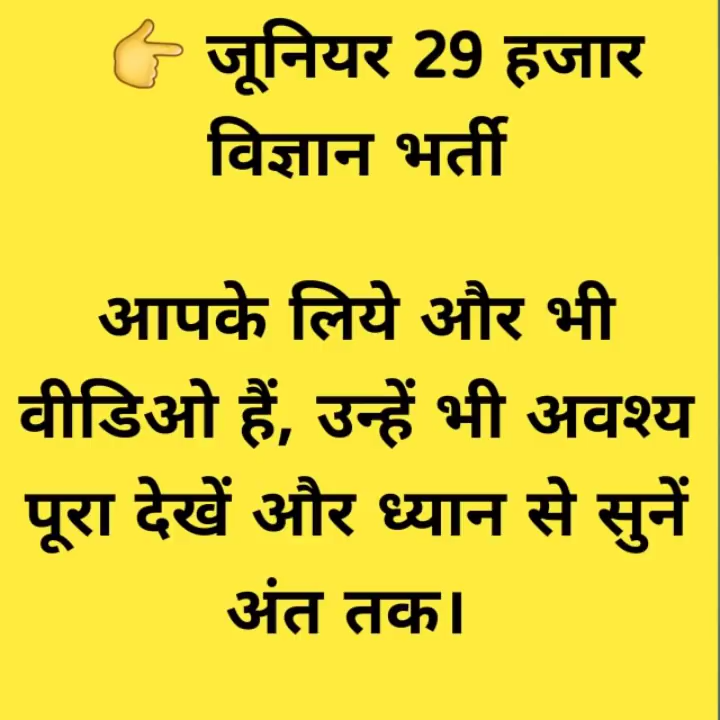 👉 जूनियर 29 हजार
विज्ञान भर्ती
आपके लिये और भी
वीडिओ हैं, उन्हें भी अवश्य
पूरा देखें और ध्यान से सुनें
अंत तक।